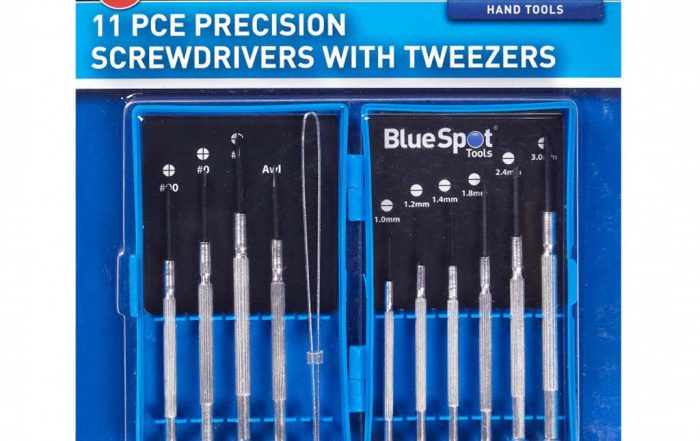 HAND TOOLS
11 PCE PRECISION
SCREWDRIVERS WITH TWEEZERS
BlueSpot
Tools
#00
#0
Awl
1.0mm
1.2mm
1.4mm
1.8mm
2.4mm